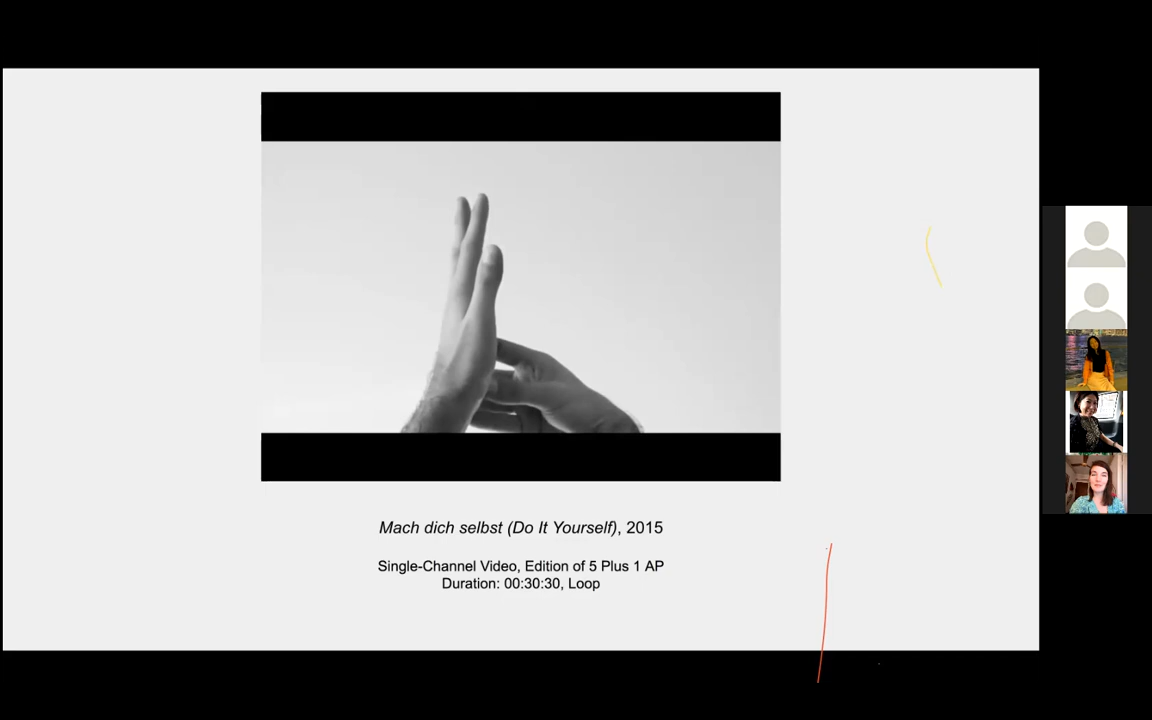 Mach dich selbst (Do It Yourself), 2015
Single-Channel Video, Edition of 5 Plus 1 AP
Duration: 00:30:30, Loop